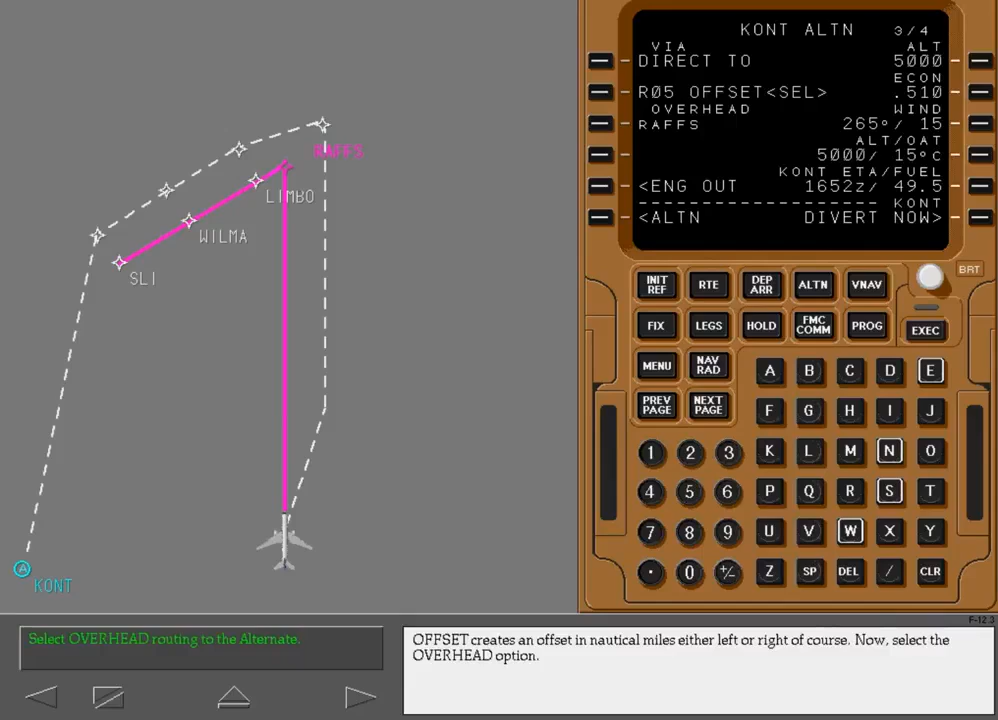 KONT ALTN 3/4
VIA ALT
DIRECT TO 5000
ECON
R05 OFFSET<SEL> .510
OVERHEAD WIND
RAFFS 265°/ 15
ALT/OAT
5000/ 15°C
KONT ETA/FUEL
<ENG OUT 1652z/ 49.5
-------------------- KONT
<ALTN DIVERT NOW>
RAFFS
LIMBO
WILMA
SLI
A
KONT
BRT
INIT REF
RTE
DEP ARR
ALTN
VNAV
FIX
LEGS
HOLD
FMC COMM
PROG
EXEC
MENU
NAV RAD
PREV PAGE
NEXT PAGE
A B C D E
F G H I J
1 2 3 K L M N O
4 5 6 P Q R S T
7 8 9 U V W X Y
. 0 +/- Z SP DEL / CLR
F-12.3
Select OVERHEAD routing to the Alternate.
OFFSET creates an offset in nautical miles either left or right of course. Now, select the
OVERHEAD option.